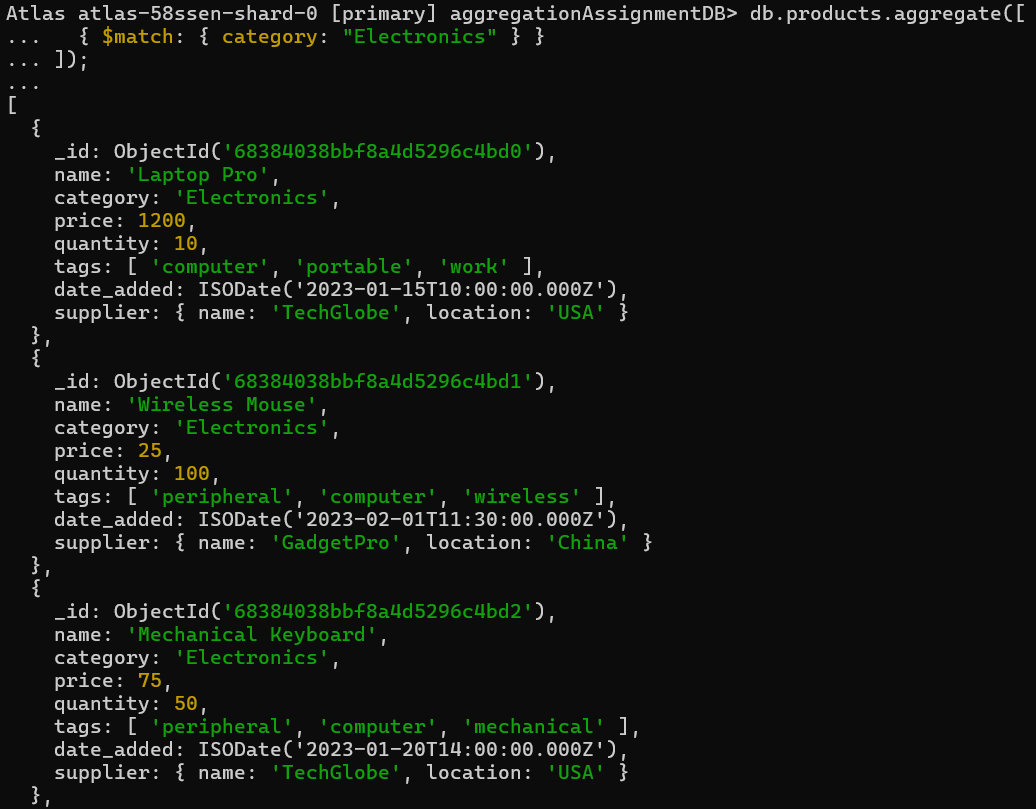 Atlas atlas-58ssen-shard-0 [primary] aggregationAssignmentDB> db.products.aggregate([
...   { $match: { category: "Electronics" } }
... ]);
...
[
  {
    _id: ObjectId('68384038bbf8a4d5296c4bd0'),
    name: 'Laptop Pro',
    category: 'Electronics',
    price: 1200,
    quantity: 10,
    tags: [ 'computer', 'portable', 'work' ],
    date_added: ISODate('2023-01-15T10:00:00.000Z'),
    supplier: { name: 'TechGlobe', location: 'USA' }
  },
  {
    _id: ObjectId('68384038bbf8a4d5296c4bd1'),
    name: 'Wireless Mouse',
    category: 'Electronics',
    price: 25,
    quantity: 100,
    tags: [ 'peripheral', 'computer', 'wireless' ],
    date_added: ISODate('2023-02-01T11:30:00.000Z'),
    supplier: { name: 'GadgetPro', location: 'China' }
  },
  {
    _id: ObjectId('68384038bbf8a4d5296c4bd2'),
    name: 'Mechanical Keyboard',
    category: 'Electronics',
    price: 75,
    quantity: 50,
    tags: [ 'peripheral', 'computer', 'mechanical' ],
    date_added: ISODate('2023-01-20T14:00:00.000Z'),
    supplier: { name: 'TechGlobe', location: 'USA' }
  },